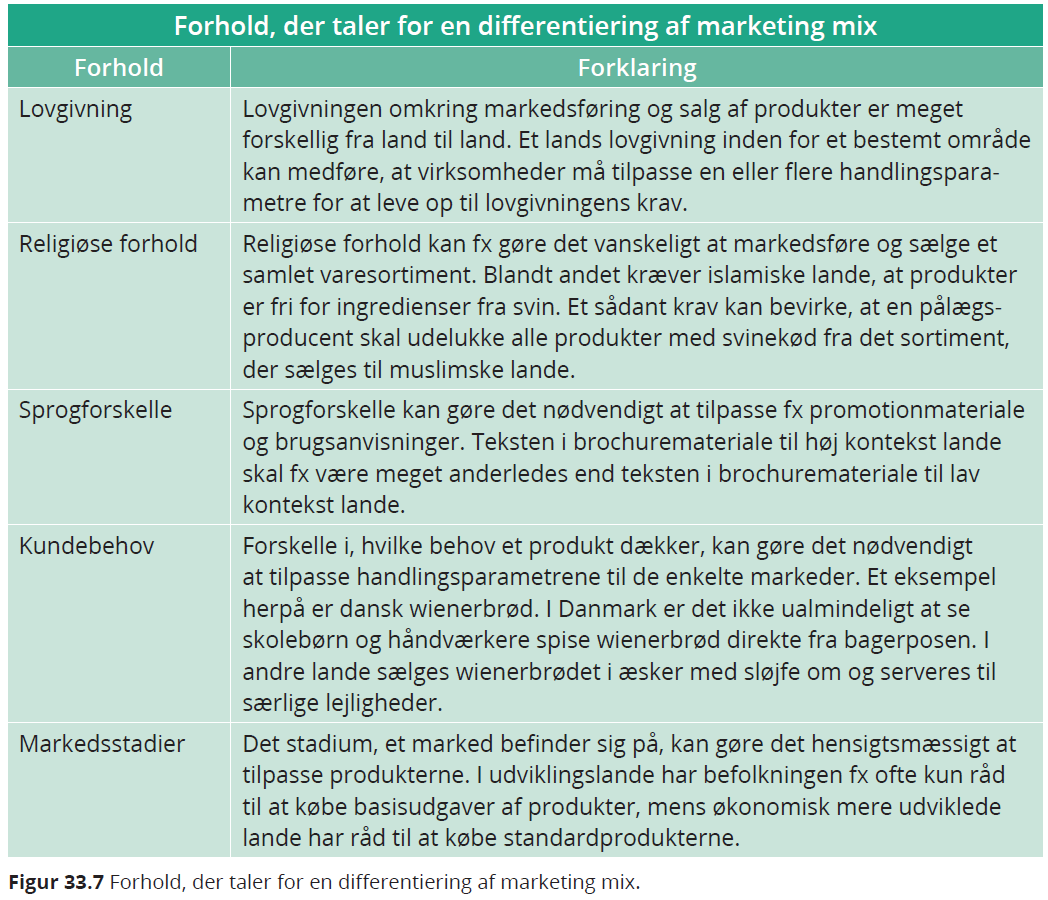 Forhold, der taler for en differentiering af marketing mix
Forhold
Forklaring
Lovgivning
Lovgivningen omkring markedsføring og salg af produkter er meget
forskellig fra land til land. Et lands lovgivning inden for et bestemt område
kan medføre, at virksomheder må tilpasse en eller flere handlingspara-
metre for at leve op til lovgivningens krav.
Religiøse forhold
Religiøse forhold kan fx gøre det vanskeligt at markedsføre og sælge et
samlet varesortiment. Blandt andet kræver islamiske lande, at produkter
er fri for ingredienser fra svin. Et sådant krav kan bevirke, at en pålægs-
producent skal udelukke alle produkter med svinekød fra det sortiment,
der sælges til muslimske lande.
Sprogforskelle
Sprogforskelle kan gøre det nødvendigt at tilpasse fx promotionmateriale
og brugsanvisninger. Teksten i brochuremateriale til høj kontekst lande
skal fx være meget anderledes end teksten i brochuremateriale til lav
kontekst lande.
Kundebehov
Forskelle i, hvilke behov et produkt dækker, kan gøre det nødvendigt
at tilpasse handlingsparametrene til de enkelte markeder. Et eksempel
herpå er dansk wienerbrød. I Danmark er det ikke ualmindeligt at se
skolebørn og håndværkere spise wienerbrød direkte fra bagerposen. I
andre lande sælges wienerbrødet i æsker med sløjfe om og serveres til
særlige lejligheder.
Markedsstadier
Det stadium, et marked befinder sig på, kan gøre det hensigtsmæssigt at
tilpasse produkterne. I udviklingslande har befolkningen fx ofte kun råd
til at købe basisudgaver af produkter, mens økonomisk mere udviklede
lande har råd til at købe standardprodukterne.
Figur 33.7 Forhold, der taler for en differentiering af marketing mix.